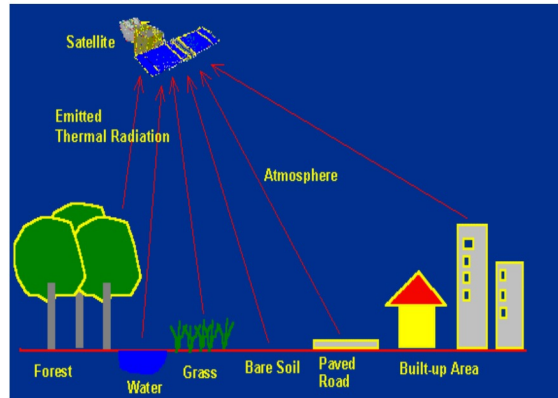 Satellite
Emitted
Thermal Radiation
Atmosphere
Forest
Water
Grass
Bare Soil
Paved
Road
Built-up Area